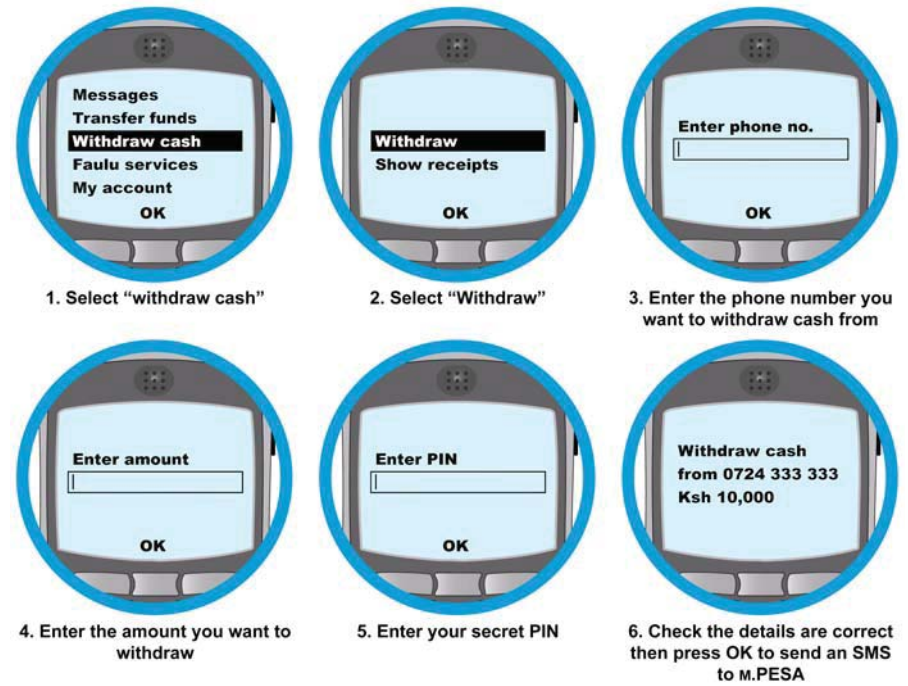 Messages
Transfer funds
Withdraw cash
Faulu services
My account
OK
1. Select “withdraw cash”
Withdraw
Show receipts
OK
2. Select “Withdraw”
Enter phone no.
OK
3. Enter the phone number you
want to withdraw cash from
Enter amount
OK
4. Enter the amount you want to
withdraw
Enter PIN
OK
5. Enter your secret PIN
Withdraw cash
from 0724 333 333
Ksh 10,000
6. Check the details are correct
then press OK to send an SMS
to M.PESA